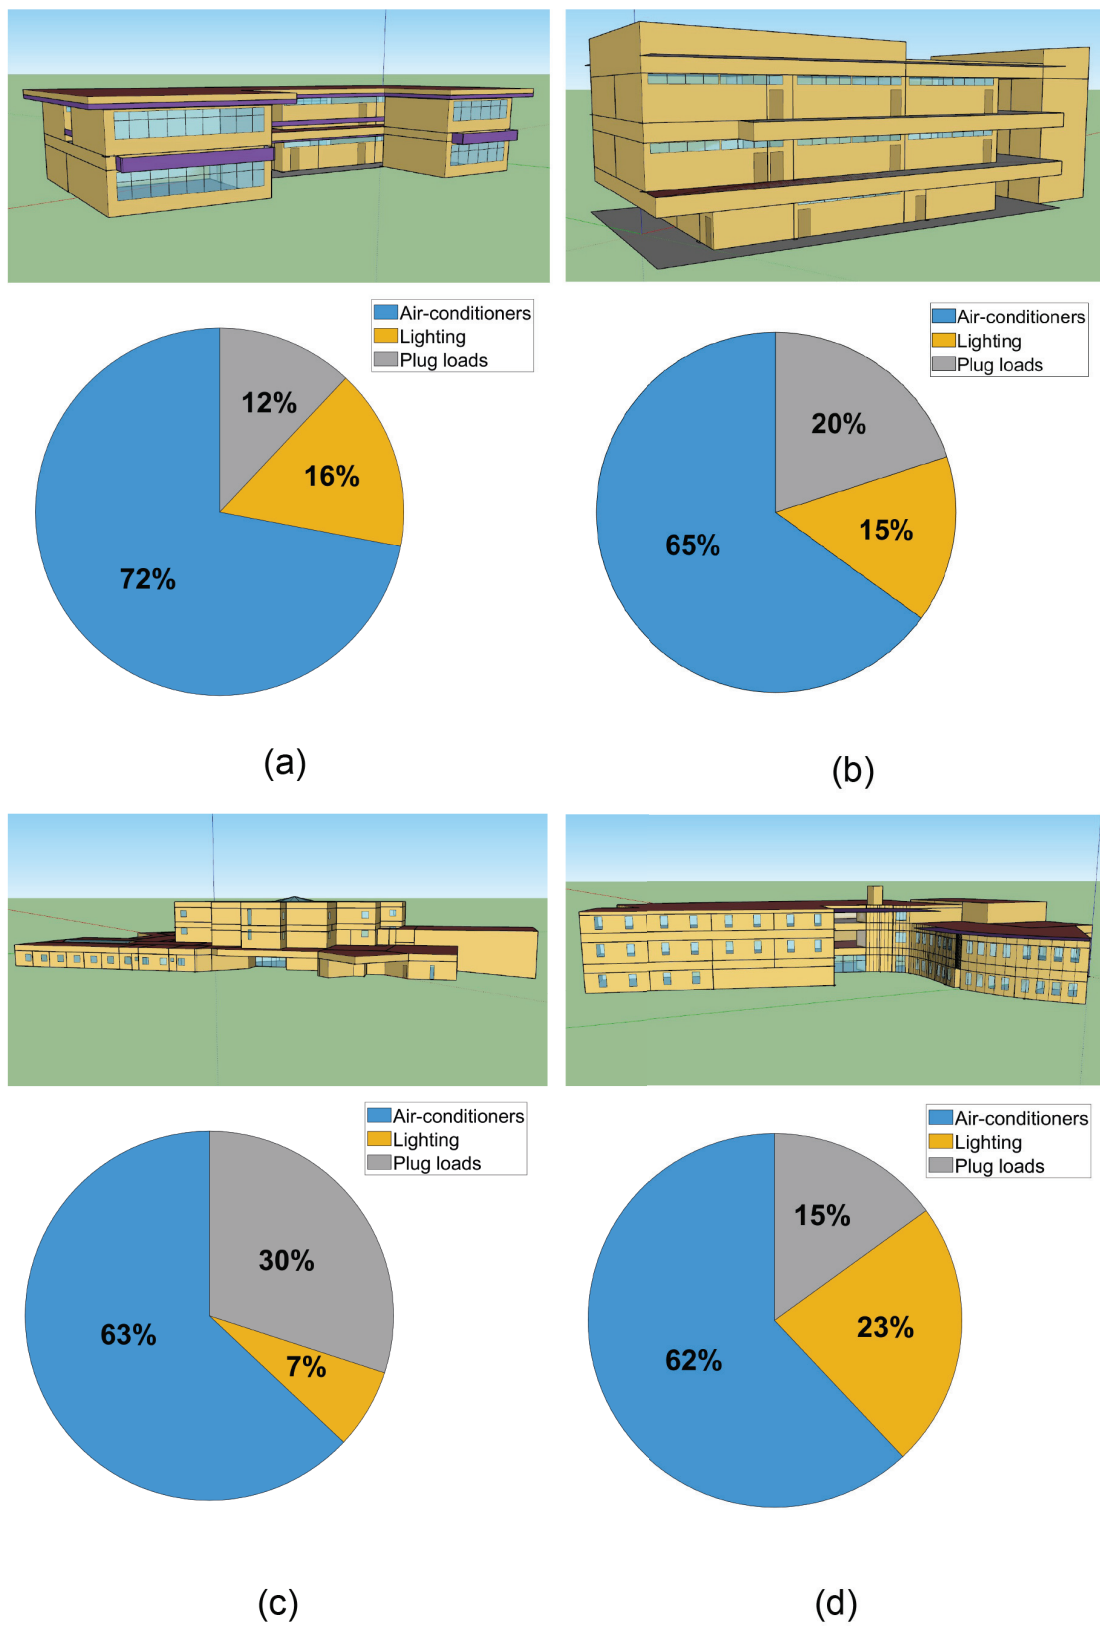 Air-conditioners
Lighting
Plug loads
12%
16%
72%
(a)
Air-conditioners
Lighting
Plug loads
20%
15%
65%
(b)
Air-conditioners
Lighting
Plug loads
30%
63%
7%
(c)
Air-conditioners
Lighting
Plug loads
15%
23%
62%
(d)